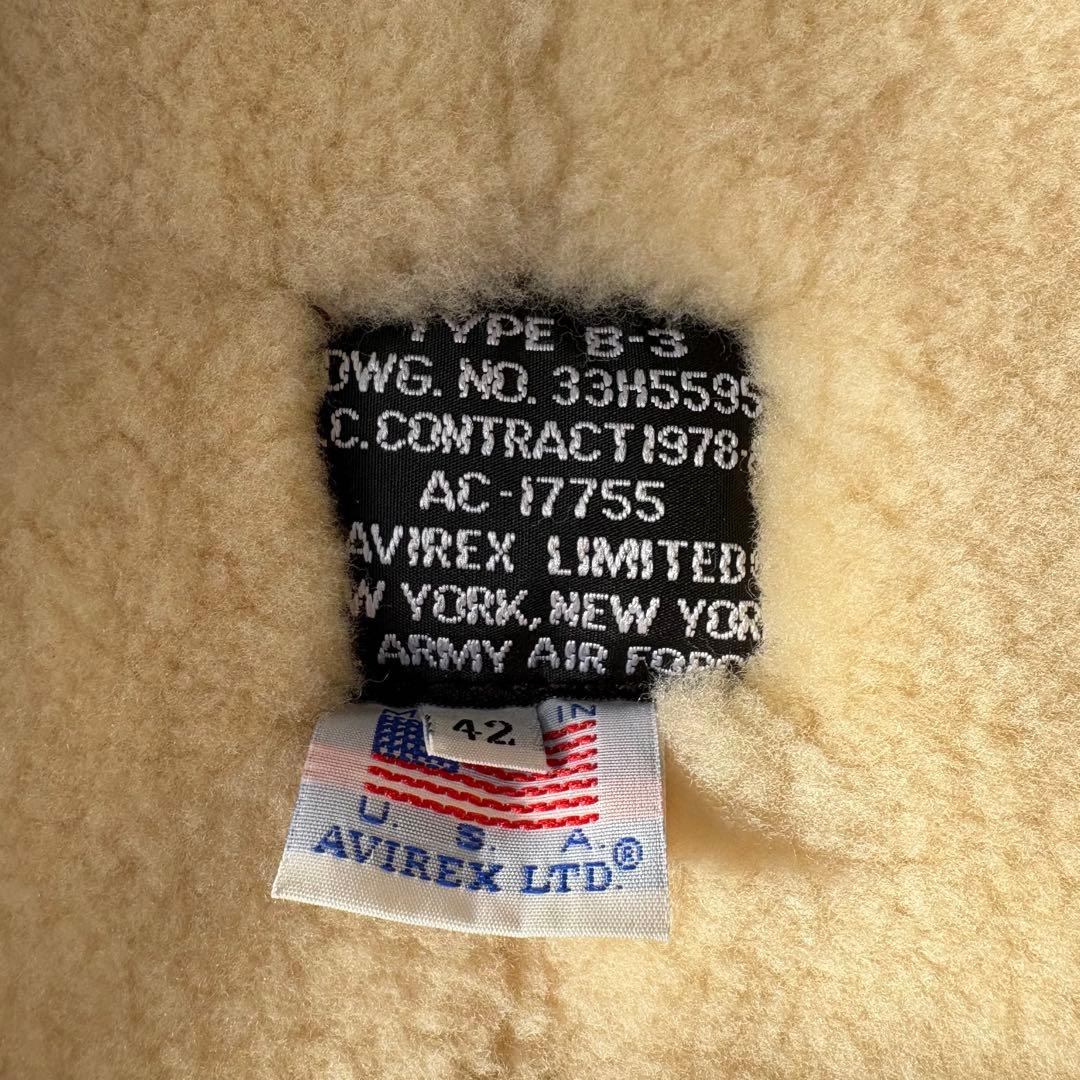 TYPE B-3
DWG. NO. 33H5595
.C. CONTRACT 1978-
AC-17755
AVIREX LIMITED
W YORK, NEW YOR
ARMY AIR FORC
M IN
42
U. S. A.
AVIREX LTD.®